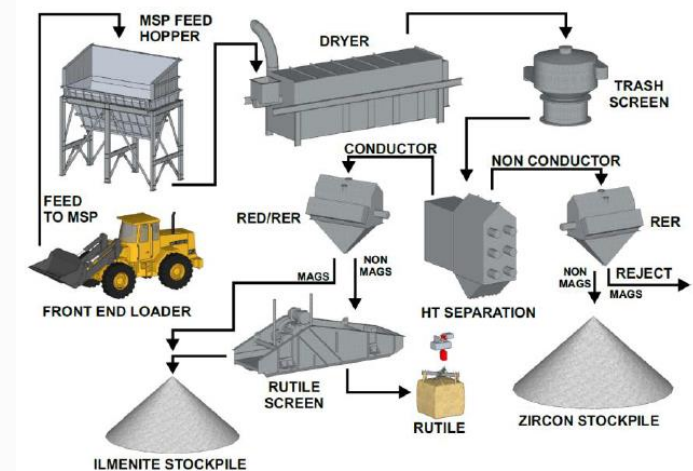 MSP FEED
HOPPER
DRYER
TRASH
SCREEN
CONDUCTOR
NON CONDUCTOR
FEED
TO MSP
RED/RER
RER
MAGS
NON
MAGS
NON
MAGS
REJECT
MAGS
FRONT END LOADER
HT SEPARATION
RUTILE
SCREEN
RUTILE
ZIRCON STOCKPILE
ILMENITE STOCKPILE